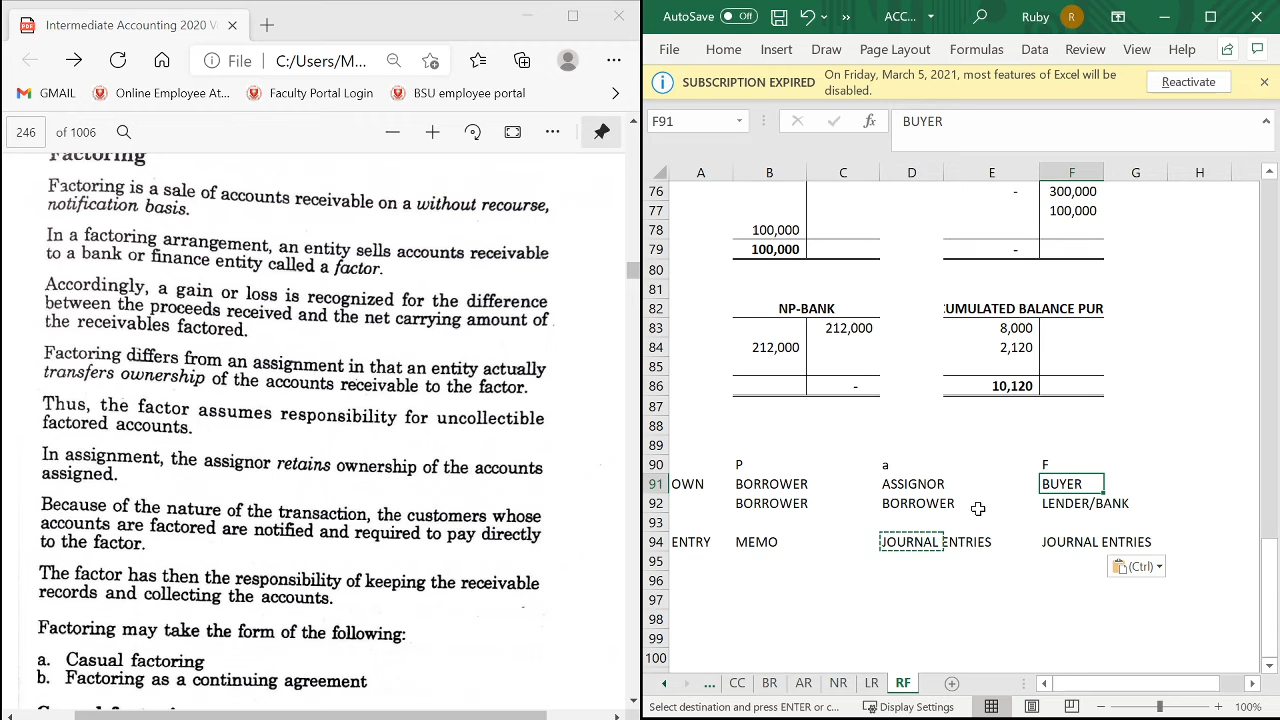 Intermediate Accounting 2020 V
File
C:/Users/M...
GMAIL
Online Employee At...
Faculty Portal Login
BSU employee portal
246
of 1006
Factoring
Factoring is a sale of accounts receivable on a without recourse,
notification basis.
In a factoring arrangement, an entity sells accounts receivable
to a bank or finance entity called a factor.
Accordingly, a gain or loss is recognized for the difference
between the proceeds received and the net carrying amount of
the receivables factored.
Factoring differs from an assignment in that an entity actually
transfers ownership of the accounts receivable to the factor.
Thus, the factor assumes responsibility for uncollectible
factored accounts.
In assignment, the assignor retains ownership of the accounts
assigned.
Because of the nature of the transaction, the customers whose
accounts are factored are notified and required to pay directly
to the factor.
The factor has then the responsibility of keeping the receivable
records and collecting the accounts.
Factoring may take the form of the following:
a. Casual factoring
b. Factoring as a continuing agreement
AutoSave Off ACC... Ruby R
File Home Insert Draw Page Layout Formulas Data Review View Help
SUBSCRIPTION EXPIRED On Friday, March 5, 2021, most features of Excel will be
disabled.
Reactivate
F91 fx BUYER
A B C D E F G H
76 - 300,000
77 100,000
78 100,000
79 100,000 -
80
81
82 NP-BANK CUMULATED BALANCE PUR
83 212,000 8,000
84 212,000 2,120
85
86 - 10,120
87
88
89
90 P a F
91 OWN BORROWER ASSIGNOR BUYER
92 BORROWER BORROWER LENDER/BANK
93
94 ENTRY MEMO JOURNAL ENTRIES JOURNAL ENTRIES
95 (Ctrl)
96
97
98
99
100
... CC BR AR NR LR RF
Select destination and press ENTER or c... Display Settings 100%